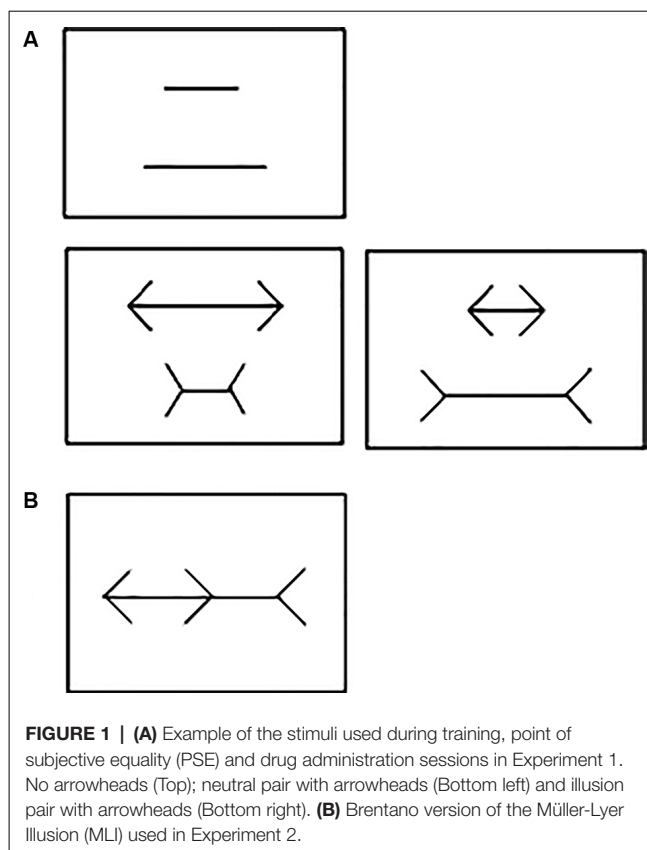 A
B
FIGURE 1 | (A) Example of the stimuli used during training, point of
subjective equality (PSE) and drug administration sessions in Experiment 1.
No arrowheads (Top); neutral pair with arrowheads (Bottom left) and illusion
pair with arrowheads (Bottom right). (B) Brentano version of the Müller-Lyer
Illusion (MLI) used in Experiment 2.